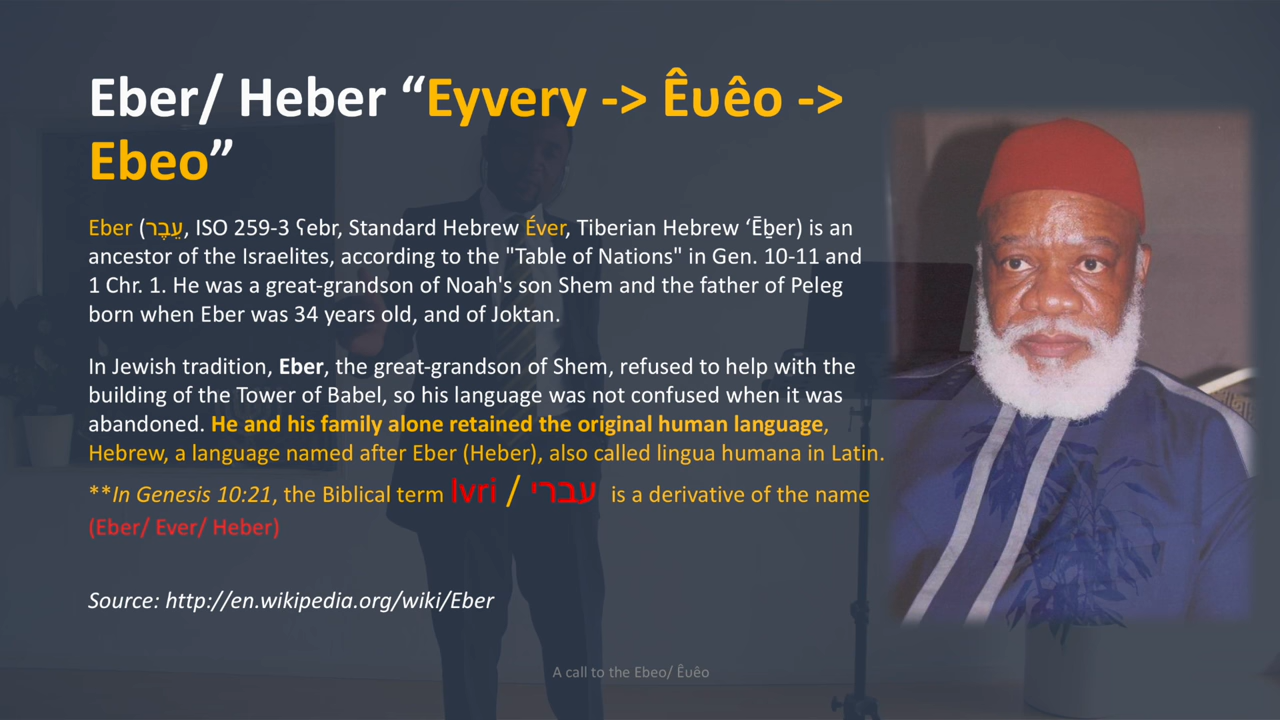 Eber/ Heber “Eyvery -> Êʋêo ->
Ebeo”
Eber (עֵבֶר, ISO 259-3 ʕebr, Standard Hebrew Éver, Tiberian Hebrew ‘Ēḇer) is an
ancestor of the Israelites, according to the "Table of Nations" in Gen. 10-11 and
1 Chr. 1. He was a great-grandson of Noah's son Shem and the father of Peleg
born when Eber was 34 years old, and of Joktan.
In Jewish tradition, Eber, the great-grandson of Shem, refused to help with the
building of the Tower of Babel, so his language was not confused when it was
abandoned. He and his family alone retained the original human language,
Hebrew, a language named after Eber (Heber), also called lingua humana in Latin.
**In Genesis 10:21, the Biblical term Ivri / עברי is a derivative of the name
(Eber/ Ever/ Heber)
Source: http://en.wikipedia.org/wiki/Eber
A call to the Ebeo/ Êʋêo